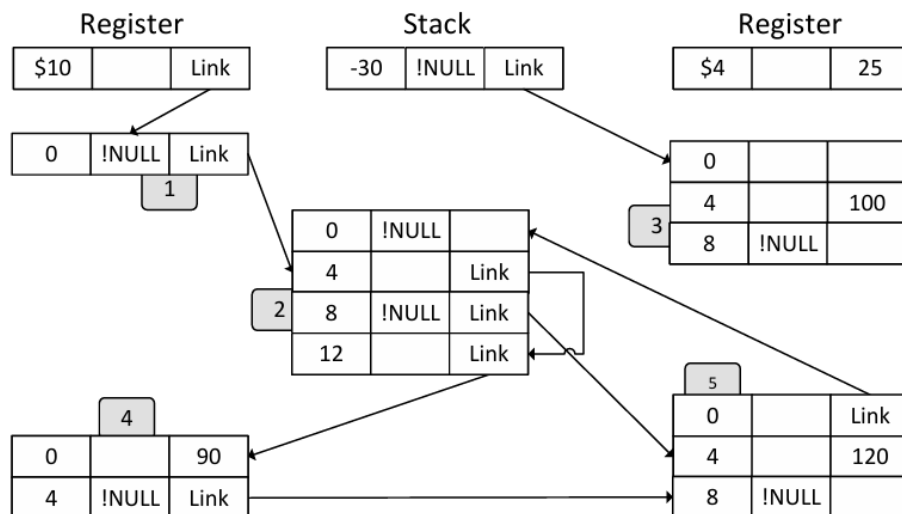 Register Stack Register
$10 Link -30 !NULL Link $4 25
0 !NULL Link
1
0
4 100
8 !NULL
3
0 !NULL
4 Link
8 !NULL Link
12 Link
2
4
0 90
4 !NULL Link
5
0 Link
4 120
8 !NULL